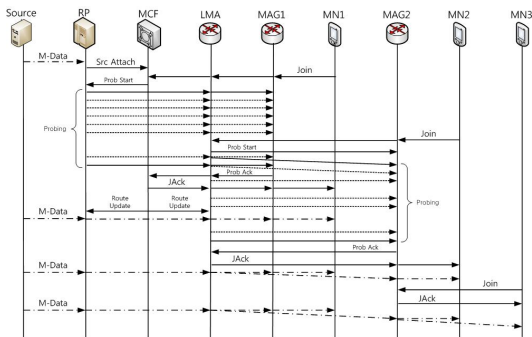 Source RP MCF LMA MAG1 MN1 MAG2 MN2 MN3
M-Data
Src Attach
Join
Prob Start
Probing
Join
Prob Start
Prob Ack
JAck
Probing
Route
Update
Route
Update
M-Data
Prob Ack
JAck
M-Data
Join
JAck
M-Data